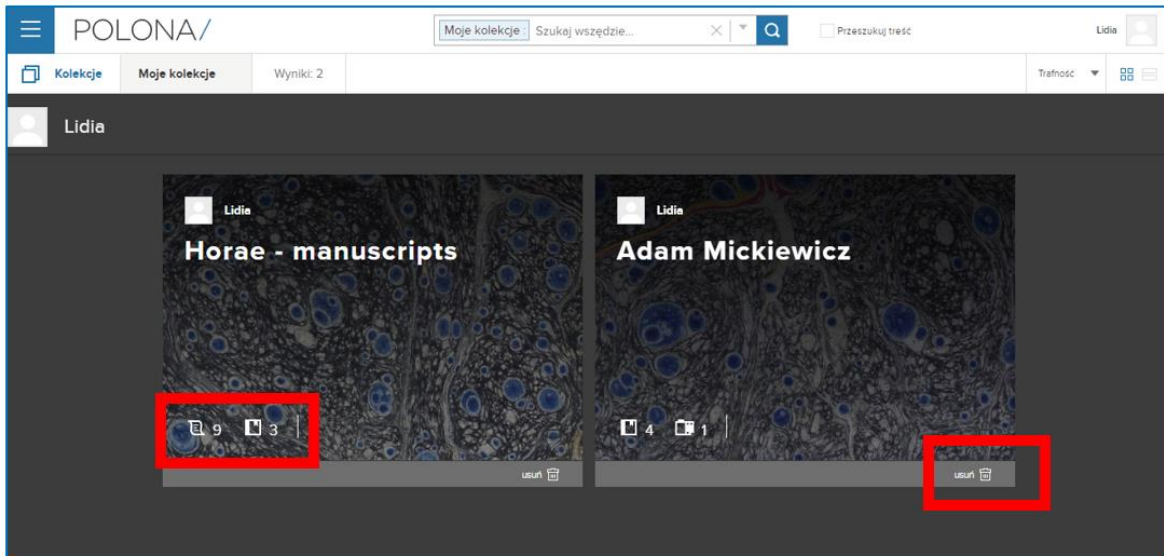 POLONA/
Moje kolekcje : Szukaj wszędzie...
Przeszukuj treść
Lidia
Kolekcje
Moje kolekcje
Wyniki: 2
Trafność
Lidia
Lidia
Horae - manuscripts
9 3
usuń
Lidia
Adam Mickiewicz
4 1
usuń